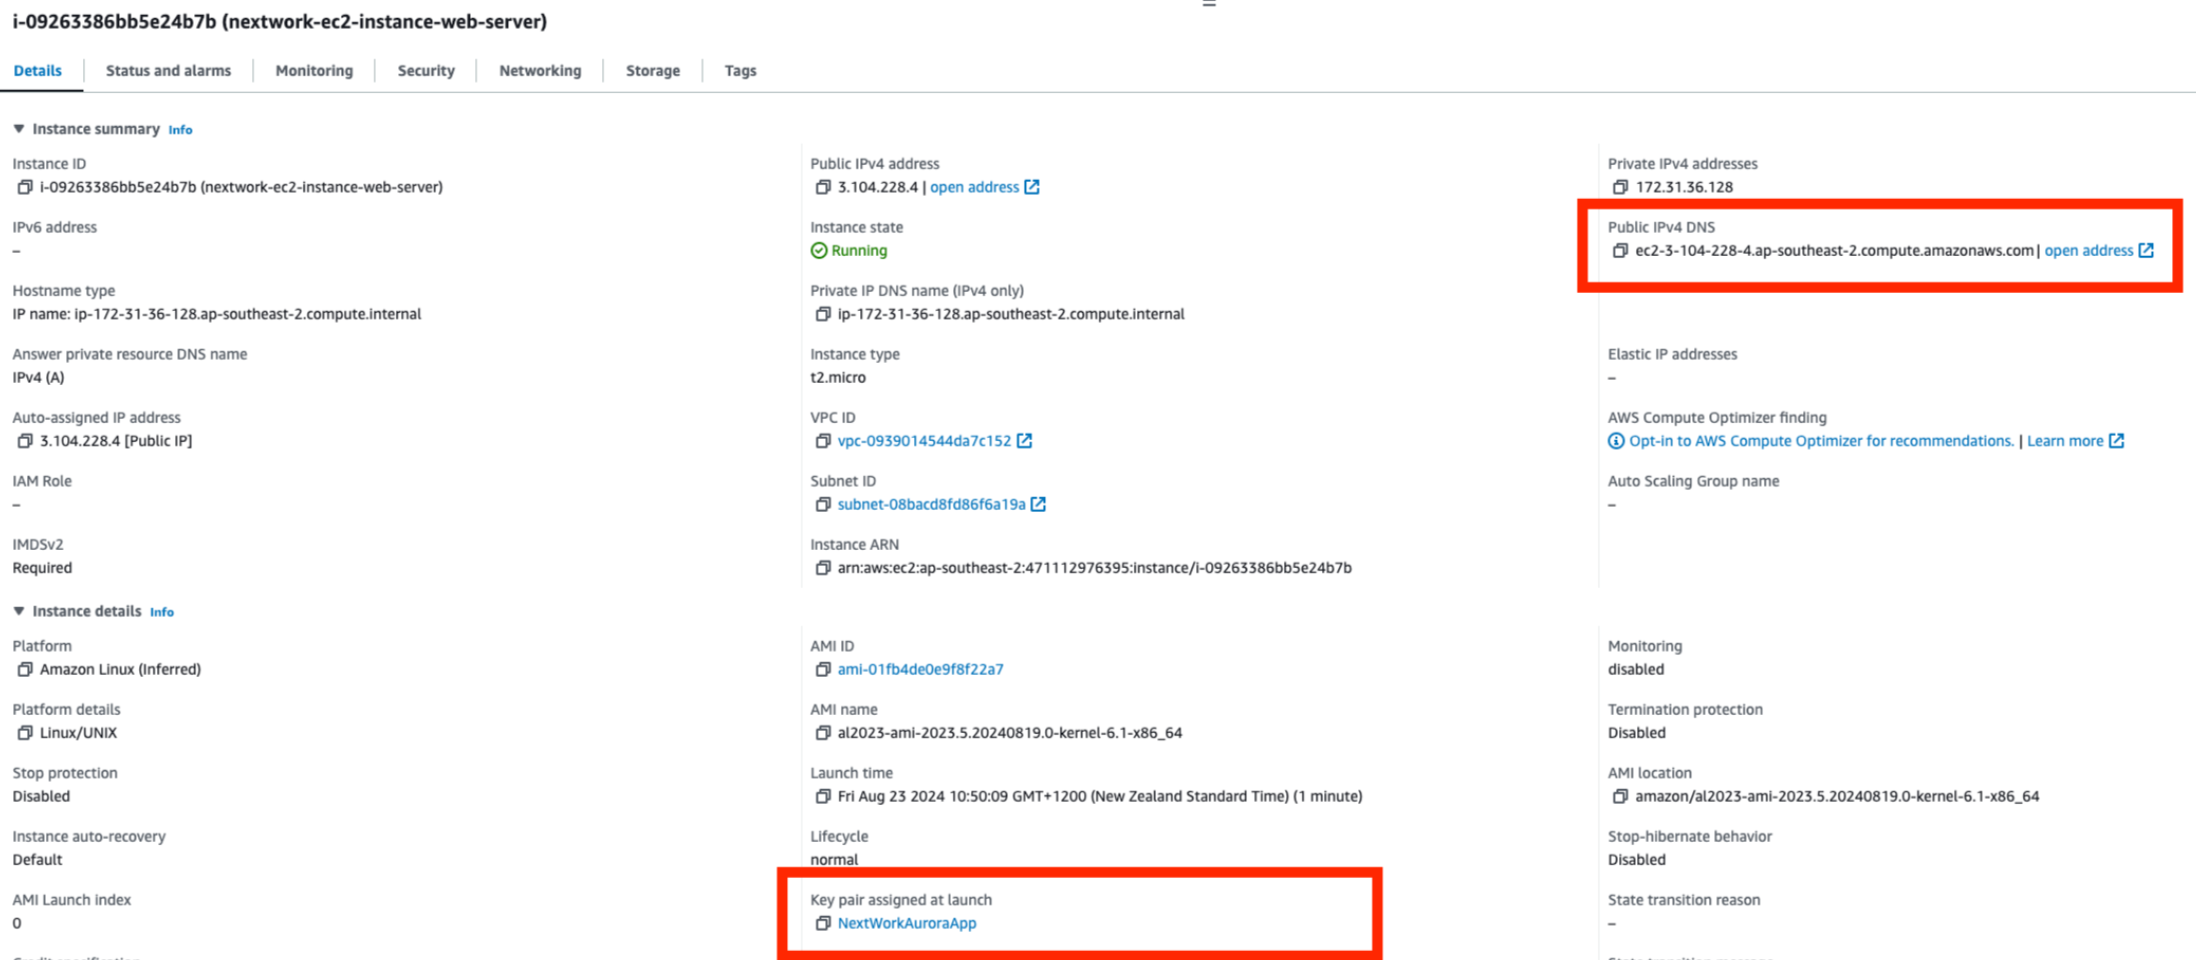 i-09263386bb5e24b7b (nextwork-ec2-instance-web-server)
Details Status and alarms Monitoring Security Networking Storage Tags
Instance summary Info
Instance ID
i-09263386bb5e24b7b (nextwork-ec2-instance-web-server)
Public IPv4 address
3.104.228.4 | open address
Private IPv4 addresses
172.31.36.128
IPv6 address
–
Instance state
Running
Public IPv4 DNS
ec2-3-104-228-4.ap-southeast-2.compute.amazonaws.com | open address
Hostname type
IP name: ip-172-31-36-128.ap-southeast-2.compute.internal
Private IP DNS name (IPv4 only)
ip-172-31-36-128.ap-southeast-2.compute.internal
Answer private resource DNS name
IPv4 (A)
Instance type
t2.micro
Elastic IP addresses
–
Auto-assigned IP address
3.104.228.4 [Public IP]
VPC ID
vpc-0939014544da7c152
AWS Compute Optimizer finding
Opt-in to AWS Compute Optimizer for recommendations. | Learn more
IAM Role
–
Subnet ID
subnet-08bacd8fd86f6a19a
Auto Scaling Group name
–
IMDSv2
Required
Instance ARN
arn:aws:ec2:ap-southeast-2:471112976395:instance/i-09263386bb5e24b7b
Instance details Info
Platform
Amazon Linux (Inferred)
AMI ID
ami-01fb4de0e9f8f22a7
Monitoring
disabled
Platform details
Linux/UNIX
AMI name
al2023-ami-2023.5.20240819.0-kernel-6.1-x86_64
Termination protection
Disabled
Stop protection
Disabled
Launch time
Fri Aug 23 2024 10:50:09 GMT+1200 (New Zealand Standard Time) (1 minute)
AMI location
amazon/al2023-ami-2023.5.20240819.0-kernel-6.1-x86_64
Instance auto-recovery
Default
Lifecycle
normal
Stop-hibernate behavior
Disabled
AMI Launch index
0
Key pair assigned at launch
NextWorkAuroraApp
State transition reason
–